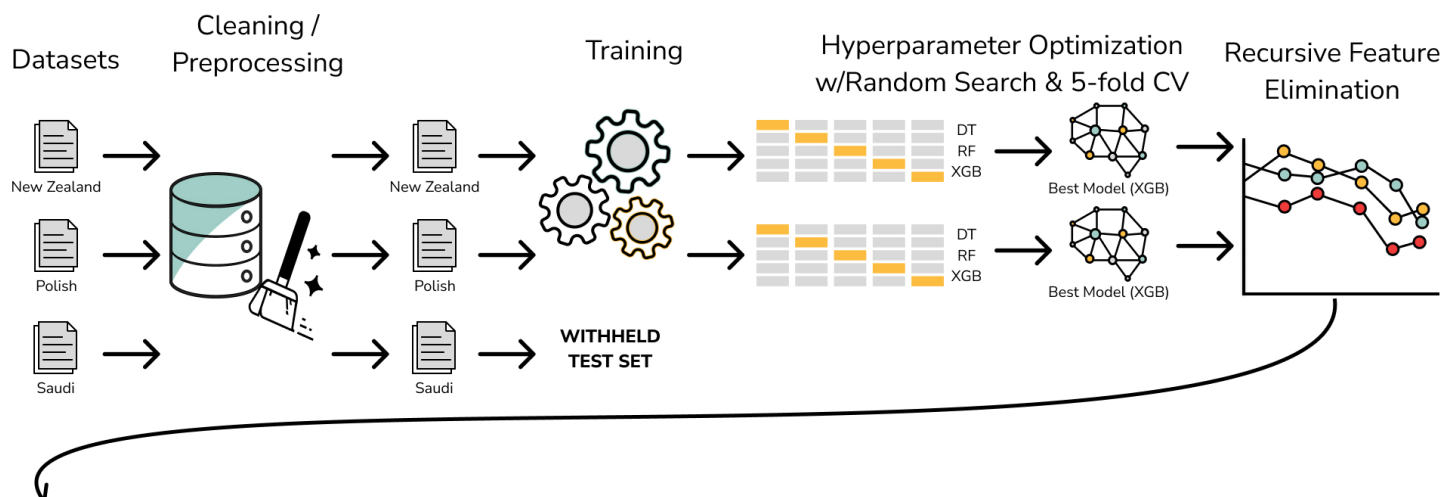 Datasets
Cleaning /
Preprocessing
Training
Hyperparameter Optimization
w/Random Search & 5-fold CV
Recursive Feature
Elimination
New Zealand
New Zealand
DT
RF
XGB
Best Model (XGB)
Polish
Polish
DT
RF
XGB
Best Model (XGB)
Saudi
Saudi
WITHHELD
TEST SET